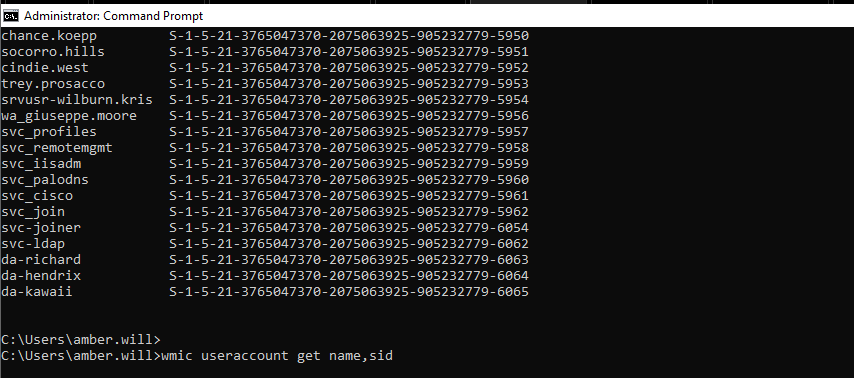 Administrator: Command Prompt
chance.koepp S-1-5-21-3765047370-2075063925-905232779-5950
socorro.hills S-1-5-21-3765047370-2075063925-905232779-5951
cindie.west S-1-5-21-3765047370-2075063925-905232779-5952
trey.prosacco S-1-5-21-3765047370-2075063925-905232779-5953
srvusr-wilburn.kris S-1-5-21-3765047370-2075063925-905232779-5954
wa_giuseppe.moore S-1-5-21-3765047370-2075063925-905232779-5956
svc_profiles S-1-5-21-3765047370-2075063925-905232779-5957
svc_remotemgmt S-1-5-21-3765047370-2075063925-905232779-5958
svc_iisadm S-1-5-21-3765047370-2075063925-905232779-5959
svc_palodns S-1-5-21-3765047370-2075063925-905232779-5960
svc_cisco S-1-5-21-3765047370-2075063925-905232779-5961
svc_join S-1-5-21-3765047370-2075063925-905232779-5962
svc-joiner S-1-5-21-3765047370-2075063925-905232779-6054
svc-ldap S-1-5-21-3765047370-2075063925-905232779-6062
da-richard S-1-5-21-3765047370-2075063925-905232779-6063
da-hendrix S-1-5-21-3765047370-2075063925-905232779-6064
da-kawaii S-1-5-21-3765047370-2075063925-905232779-6065
C:\Users\amber.will>
C:\Users\amber.will>wmic useraccount get name,sid